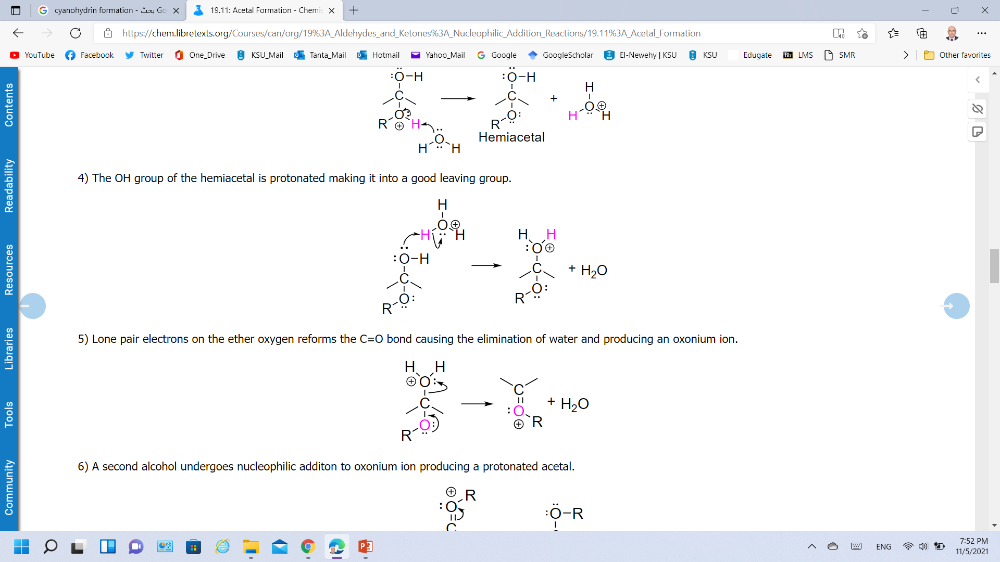 cyanohydrin formation - بحث Go
19.11: Acetal Formation - Chemis
https://chem.libretexts.org/Courses/can/org/19%3A_Aldehydes_and_Ketones%3A_Nucleophilic_Addition_Reactions/19.11%3A_Acetal_Formation
YouTube Facebook Twitter One_Drive KSU_Mail Tanta_Mail Hotmail Yahoo_Mail Google GoogleScholar El-Newehy | KSU KSU Edugate Bb LMS SMR Other favorites
Contents
Readability
Resources
Libraries
Tools
Community
:O-H :O-H H
C C + O ⊕
R O ⊕ H R O: H H
H O H Hemiacetal
4) The OH group of the hemiacetal is protonated making it into a good leaving group.
H
H O ⊕ H H H
:O-H :O ⊕
C C + H₂O
R O: R O:
5) Lone pair electrons on the ether oxygen reforms the C=O bond causing the elimination of water and producing an oxonium ion.
H H
⊕ O: C
C :O + H₂O
R O: ⊕ R
6) A second alcohol undergoes nucleophilic additon to oxonium ion producing a protonated acetal.
⊕ R
:O :O-R
C
ENG
7:52 PM
11/5/2021